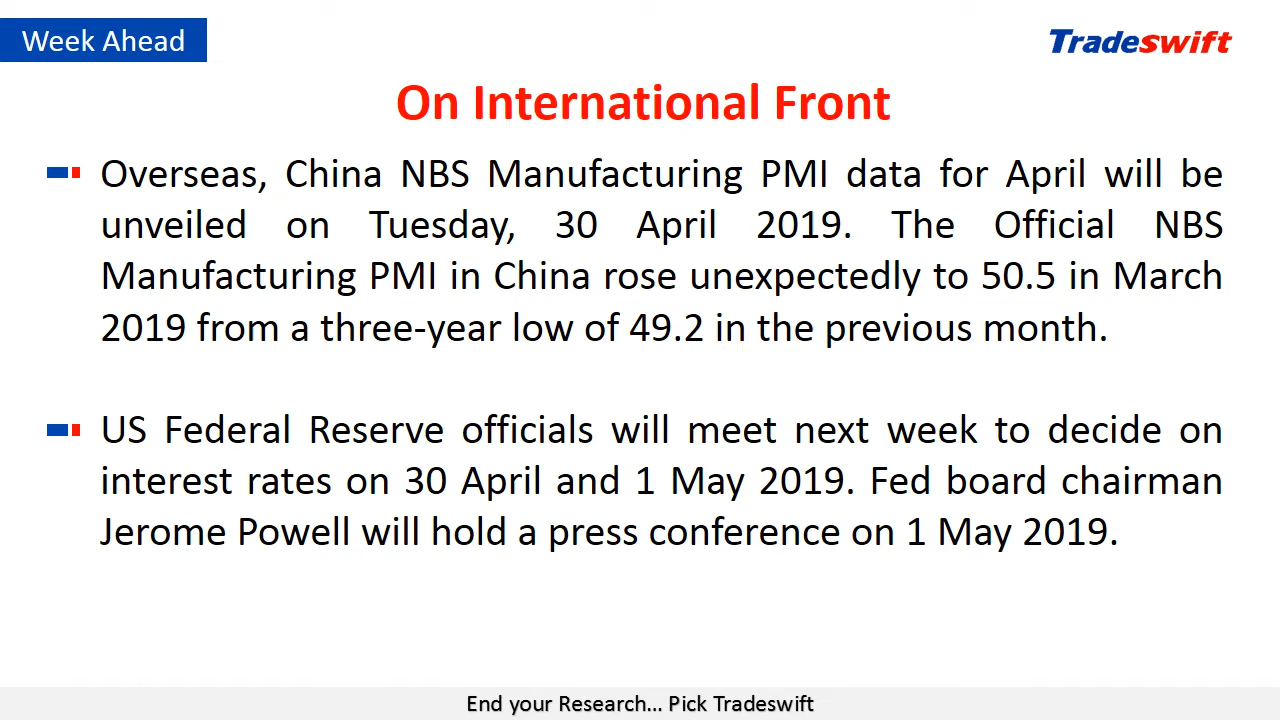 Week Ahead
Tradeswift
On International Front
Overseas, China NBS Manufacturing PMI data for April will be
unveiled on Tuesday, 30 April 2019. The Official NBS
Manufacturing PMI in China rose unexpectedly to 50.5 in March
2019 from a three-year low of 49.2 in the previous month.
US Federal Reserve officials will meet next week to decide on
interest rates on 30 April and 1 May 2019. Fed board chairman
Jerome Powell will hold a press conference on 1 May 2019.
End your Research... Pick Tradeswift